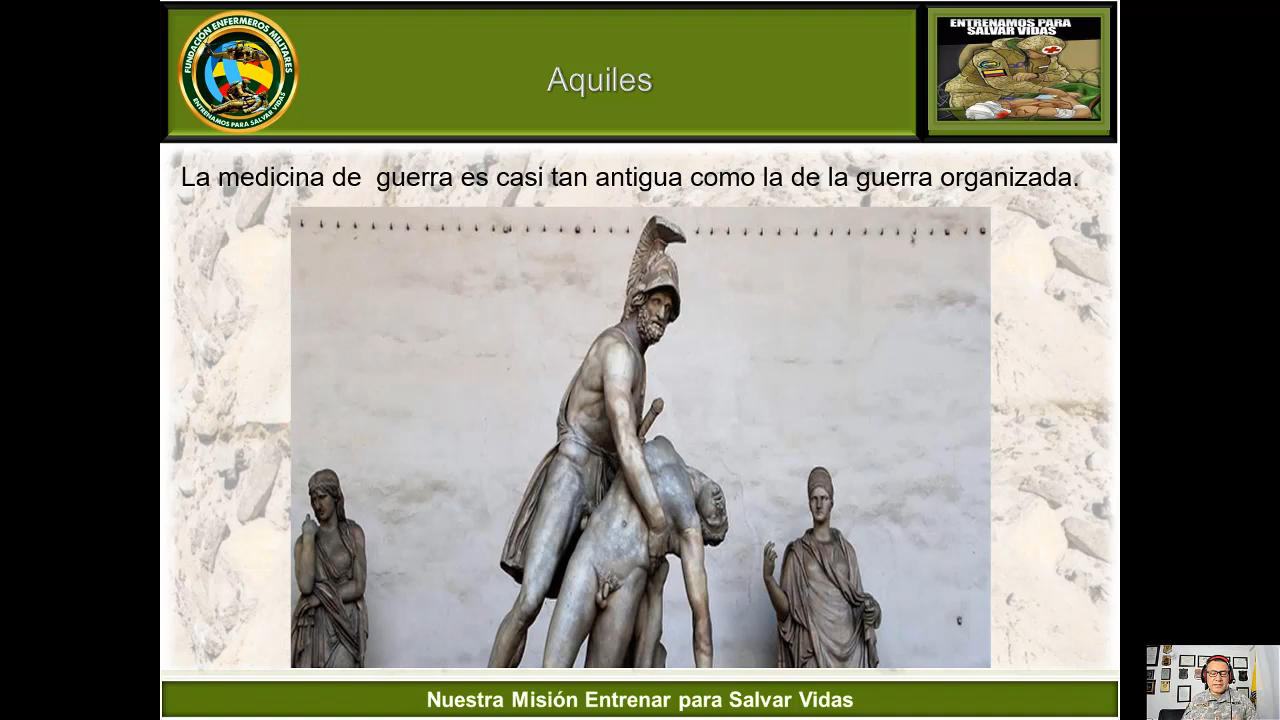 FUNDACIÓN ENFERMEROS MILITARES
ENTRENAMOS PARA SALVAR VIDAS
Aquiles
ENTRENAMOS PARA
SALVAR VIDAS
La medicina de  guerra es casi tan antigua como la de la guerra organizada.
Nuestra Misión Entrenar para Salvar Vidas